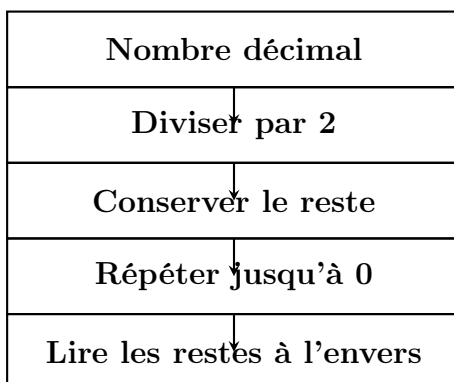 Nombre décimal
Diviser par 2
Conserver le reste
Répéter jusqu'à 0
Lire les restes à l'envers